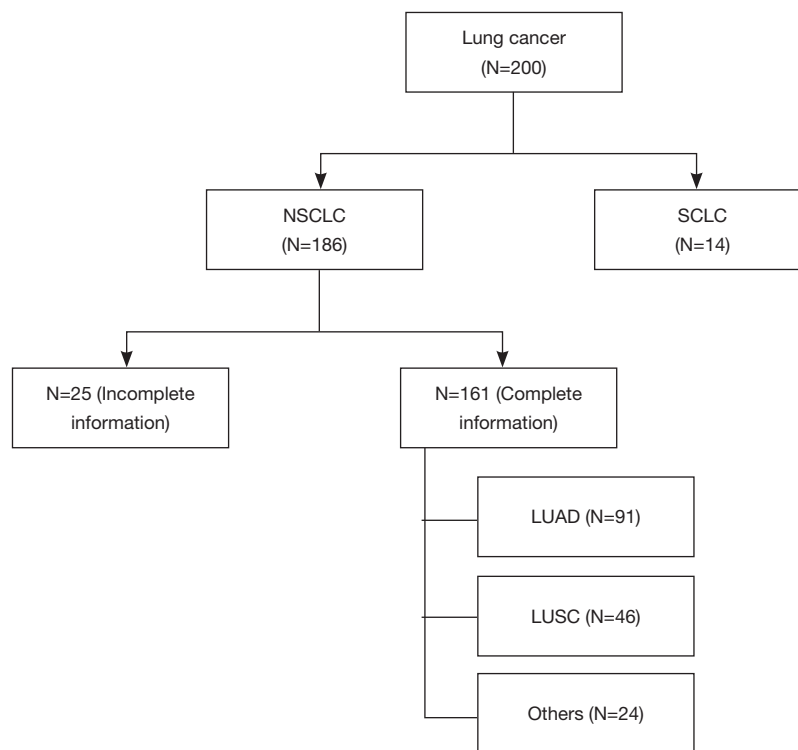 Lung cancer
(N=200)
NSCLC
(N=186)
SCLC
(N=14)
N=25 (Incomplete
information)
N=161 (Complete
information)
LUAD (N=91)
LUSC (N=46)
Others (N=24)